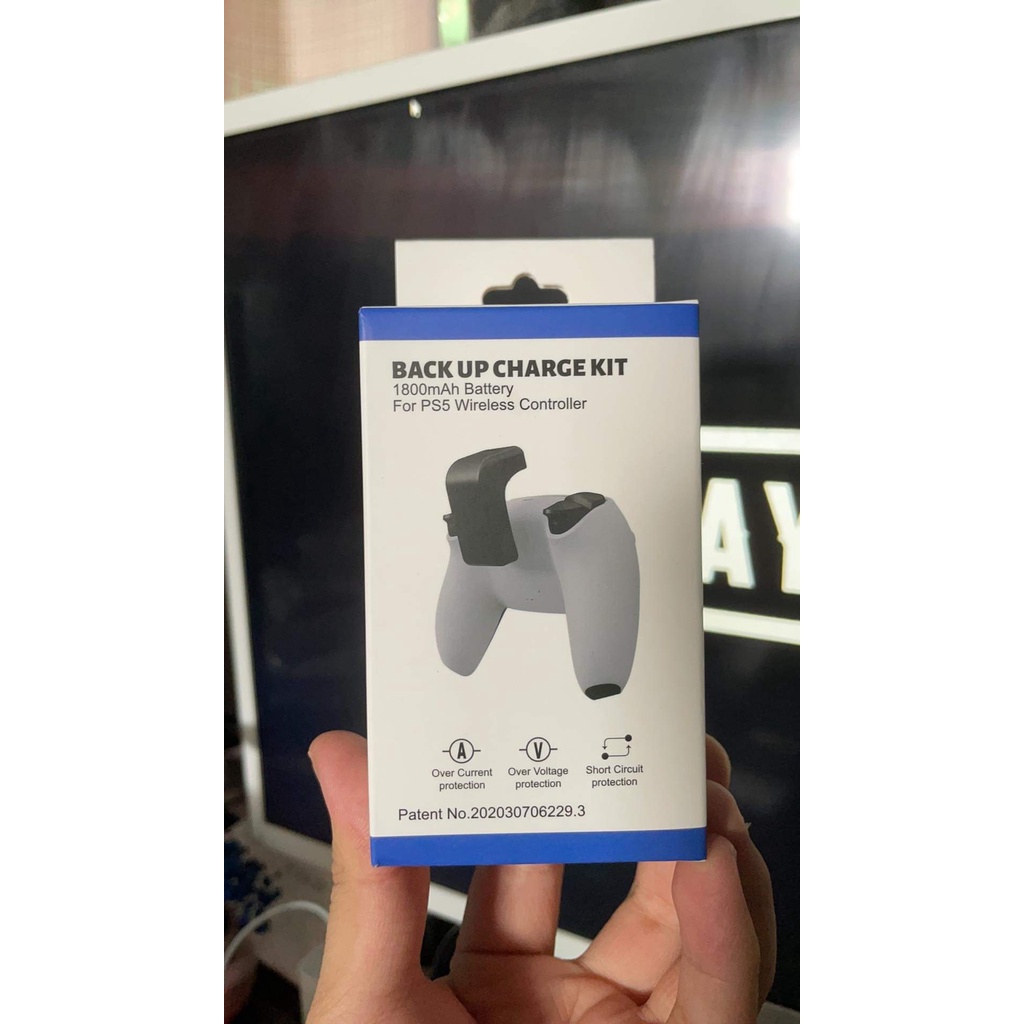 BACK UP CHARGE KIT
1800mAh Battery
For PS5 Wireless Controller
AY
A
V
Over Current
protection
Over Voltage
protection
Short Circuit
protection
Patent No.202030706229.3